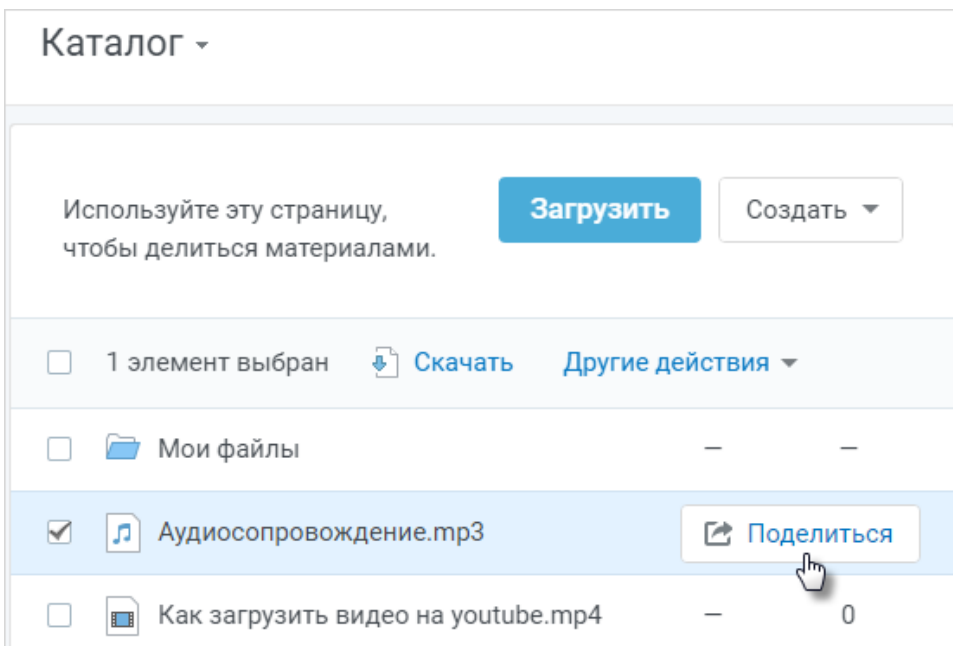 Каталог
Используйте эту страницу,
чтобы делиться материалами.
Загрузить
Создать
1 элемент выбран Скачать Другие действия
Мои файлы – –
Аудиосопровождение.mp3 Поделиться
Как загрузить видео на youtube.mp4 – 0